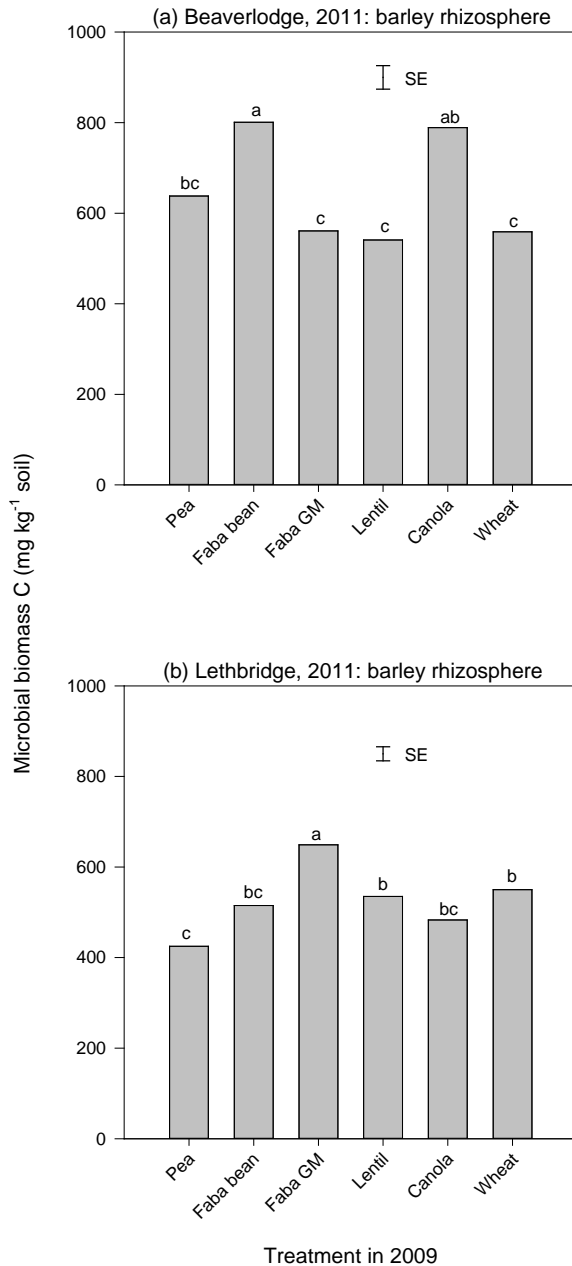 (a) Beaverlodge, 2011: barley rhizosphere
1000
SE
800
a
ab
bc
600
c
c
c
400
200
0
Pea
Faba bean
Faba GM
Lentil
Canola
Wheat
Microbial biomass C (mg kg⁻¹ soil)
(b) Lethbridge, 2011: barley rhizosphere
1000
SE
800
a
600
b
b
bc
bc
c
400
200
0
Pea
Faba bean
Faba GM
Lentil
Canola
Wheat
Treatment in 2009